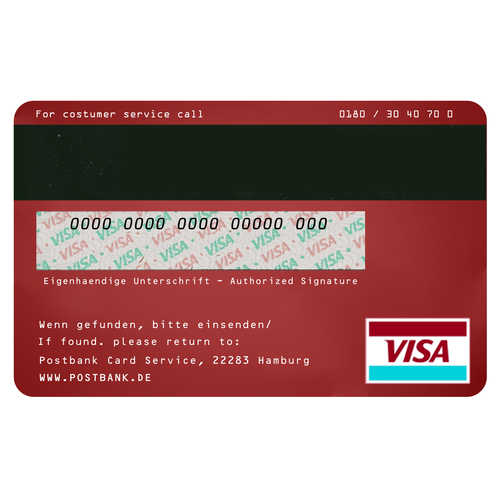 For costumer service call 0180 / 30 40 70 0
0000 0000 0000 00000 000
Eigenhaendige Unterschrift - Authorized Signature
Wenn gefunden, bitte einsenden/
If found. please return to:
Postbank Card Service, 22283 Hamburg
WWW.POSTBANK.DE
VISA